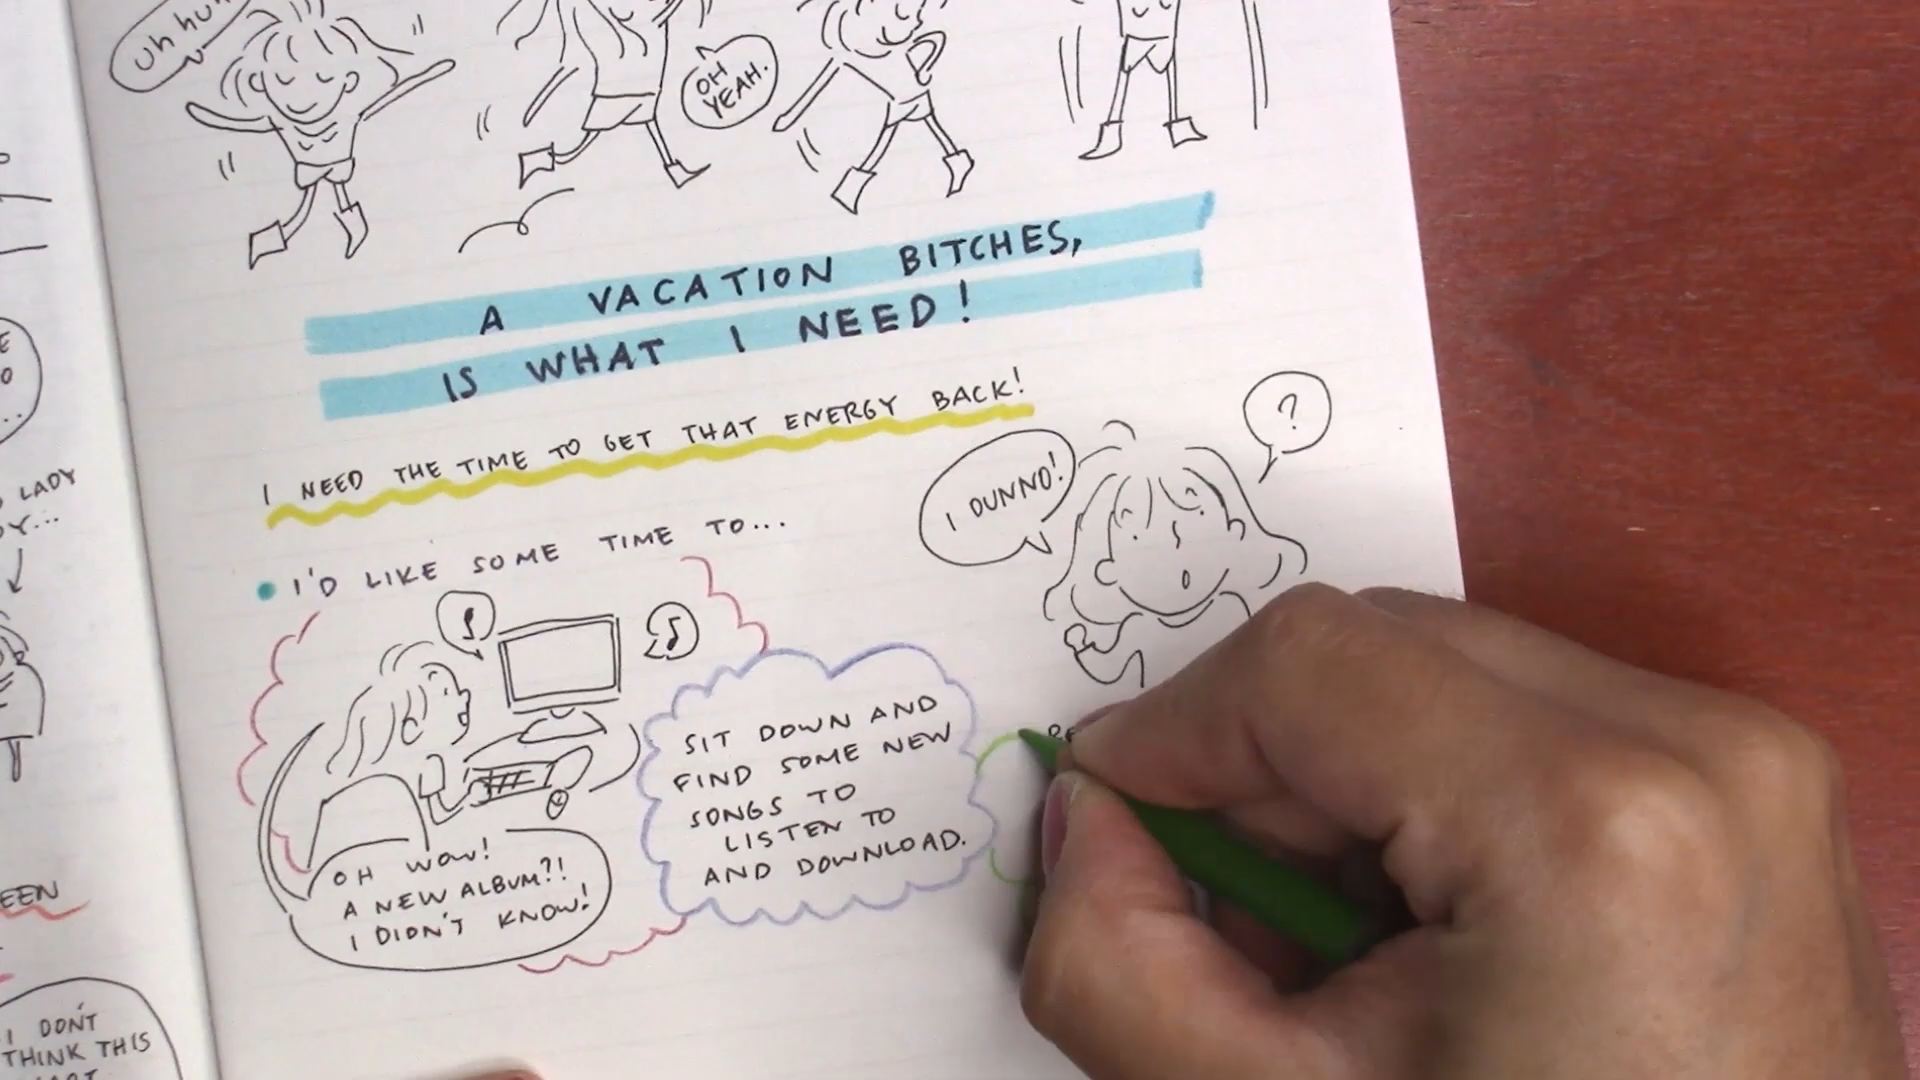 Uh huh
OH
YEAH.
A VACATION BITCHES,
IS WHAT I NEED!
I NEED THE TIME TO GET THAT ENERGY BACK!
I'D LIKE SOME TIME TO...
I DUNNO!
?
SIT DOWN AND
FIND SOME NEW
SONGS TO
LISTEN TO
AND DOWNLOAD.
OH WOW!
A NEW ALBUM?!
I DIDN'T KNOW!
LADY
I DON'T
THINK THIS